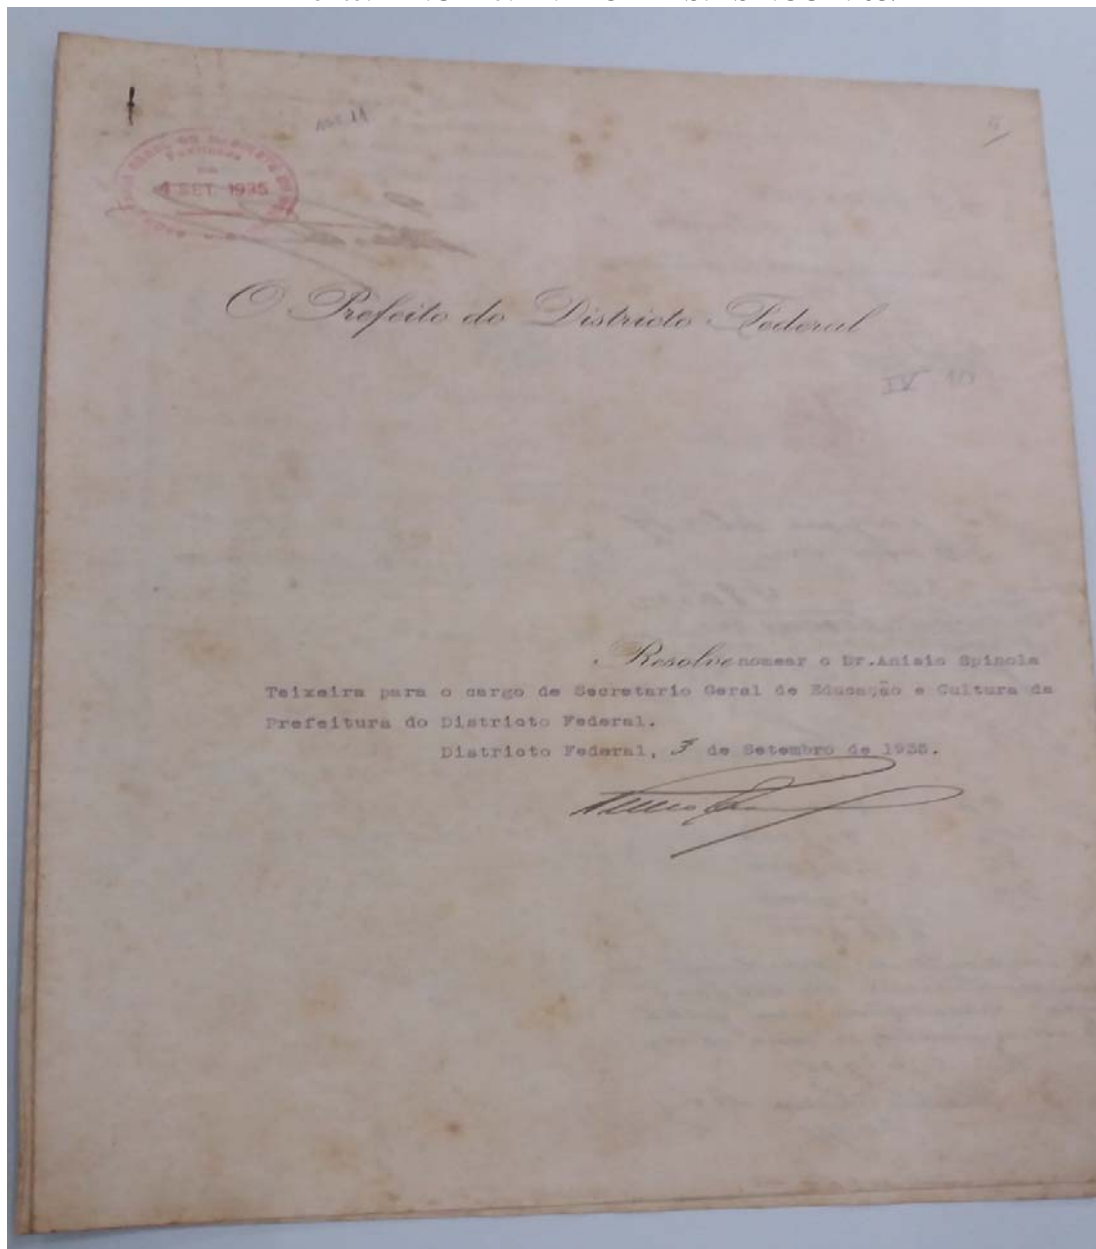 4 SET. 1935
O Prefeito do Districto Federal
IV 10
Resolve nomear o Dr.Anisio Spinola
Teixeira para o cargo de Secretario Geral de Educação e Cultura da
Prefeitura do Districto Federal.
Districto Federal, 3 de Setembro de 1935.